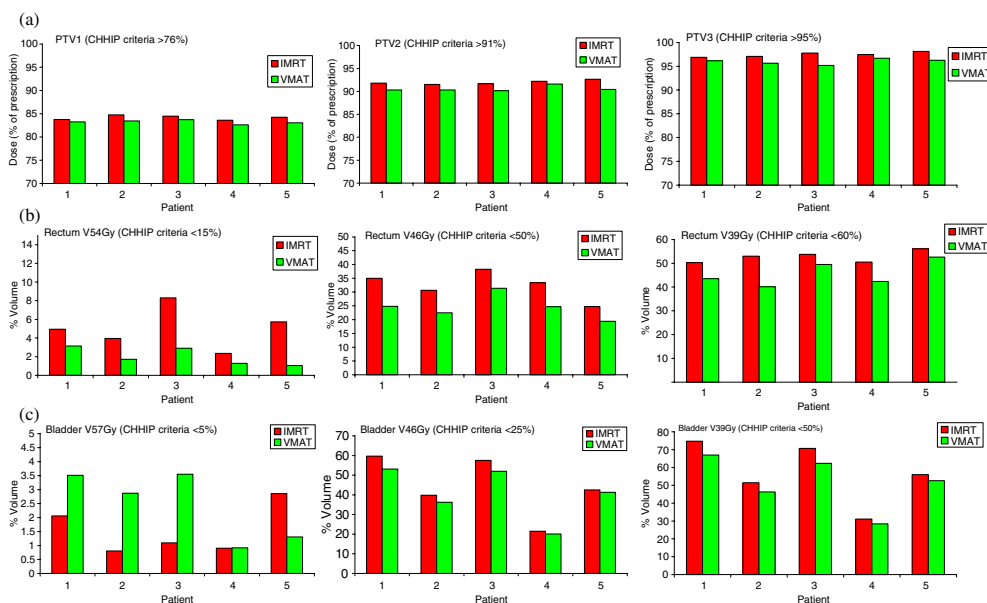 (a)
PTV1 (CHHIP criteria >76%)
IMRT
VMAT
Dose (% of prescription)
100
95
90
85
80
75
70
1 2 3 4 5
Patient
PTV2 (CHHIP criteria >91%)
IMRT
VMAT
Dose (% of prescription)
100
95
90
85
80
75
70
1 2 3 4 5
Patient
PTV3 (CHHIP criteria >95%)
IMRT
VMAT
Dose (% of prescription)
100
95
90
85
80
75
70
1 2 3 4 5
Patient
(b)
Rectum V54Gy (CHHIP criteria <15%)
IMRT
VMAT
% Volume
14
12
10
8
6
4
2
0
1 2 3 4 5
Patient
Rectum V46Gy (CHHIP criteria <50%)
IMRT
VMAT
% Volume
50
45
40
35
30
25
20
15
10
5
0
1 2 3 4 5
Patient
Rectum V39Gy (CHHIP criteria <60%)
IMRT
VMAT
% Volume
60
50
40
30
20
10
1 2 3 4 5
Patient
(c)
Bladder V57Gy (CHHIP criteria <5%)
IMRT
VMAT
% Volume
5
4.5
4
3.5
3
2.5
2
1.5
1
0.5
0
1 2 3 4 5
Patient
Bladder V46Gy (CHHIP criteria <25%)
IMRT
VMAT
% Volume
70
60
50
40
30
20
10
0
1 2 3 4 5
Patient
Bladder V39Gy (CHHIP criteria <50%)
IMRT
VMAT
% Volume
80
70
60
50
40
30
20
10
0
1 2 3 4 5
Patient